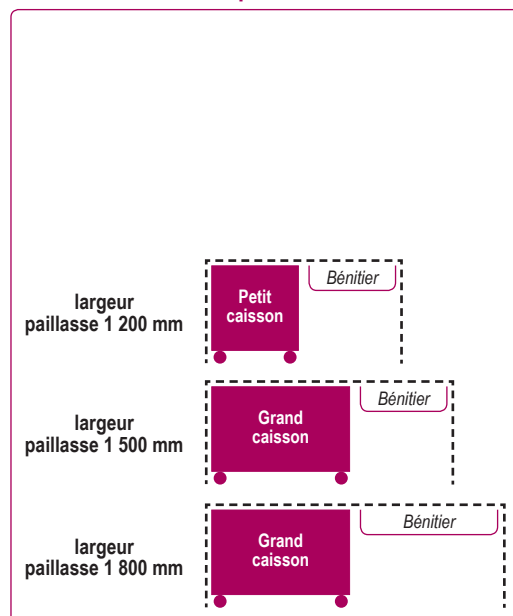 largeur
paillasse 1 200 mm
Petit
caisson
Bénitier
largeur
paillasse 1 500 mm
Grand
caisson
Bénitier
largeur
paillasse 1 800 mm
Grand
caisson
Bénitier